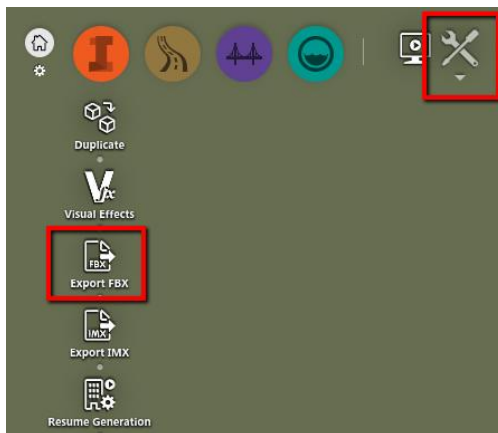 Duplicate
Visual Effects
FBX
Export FBX
IMX
Export IMX
Resume Generation